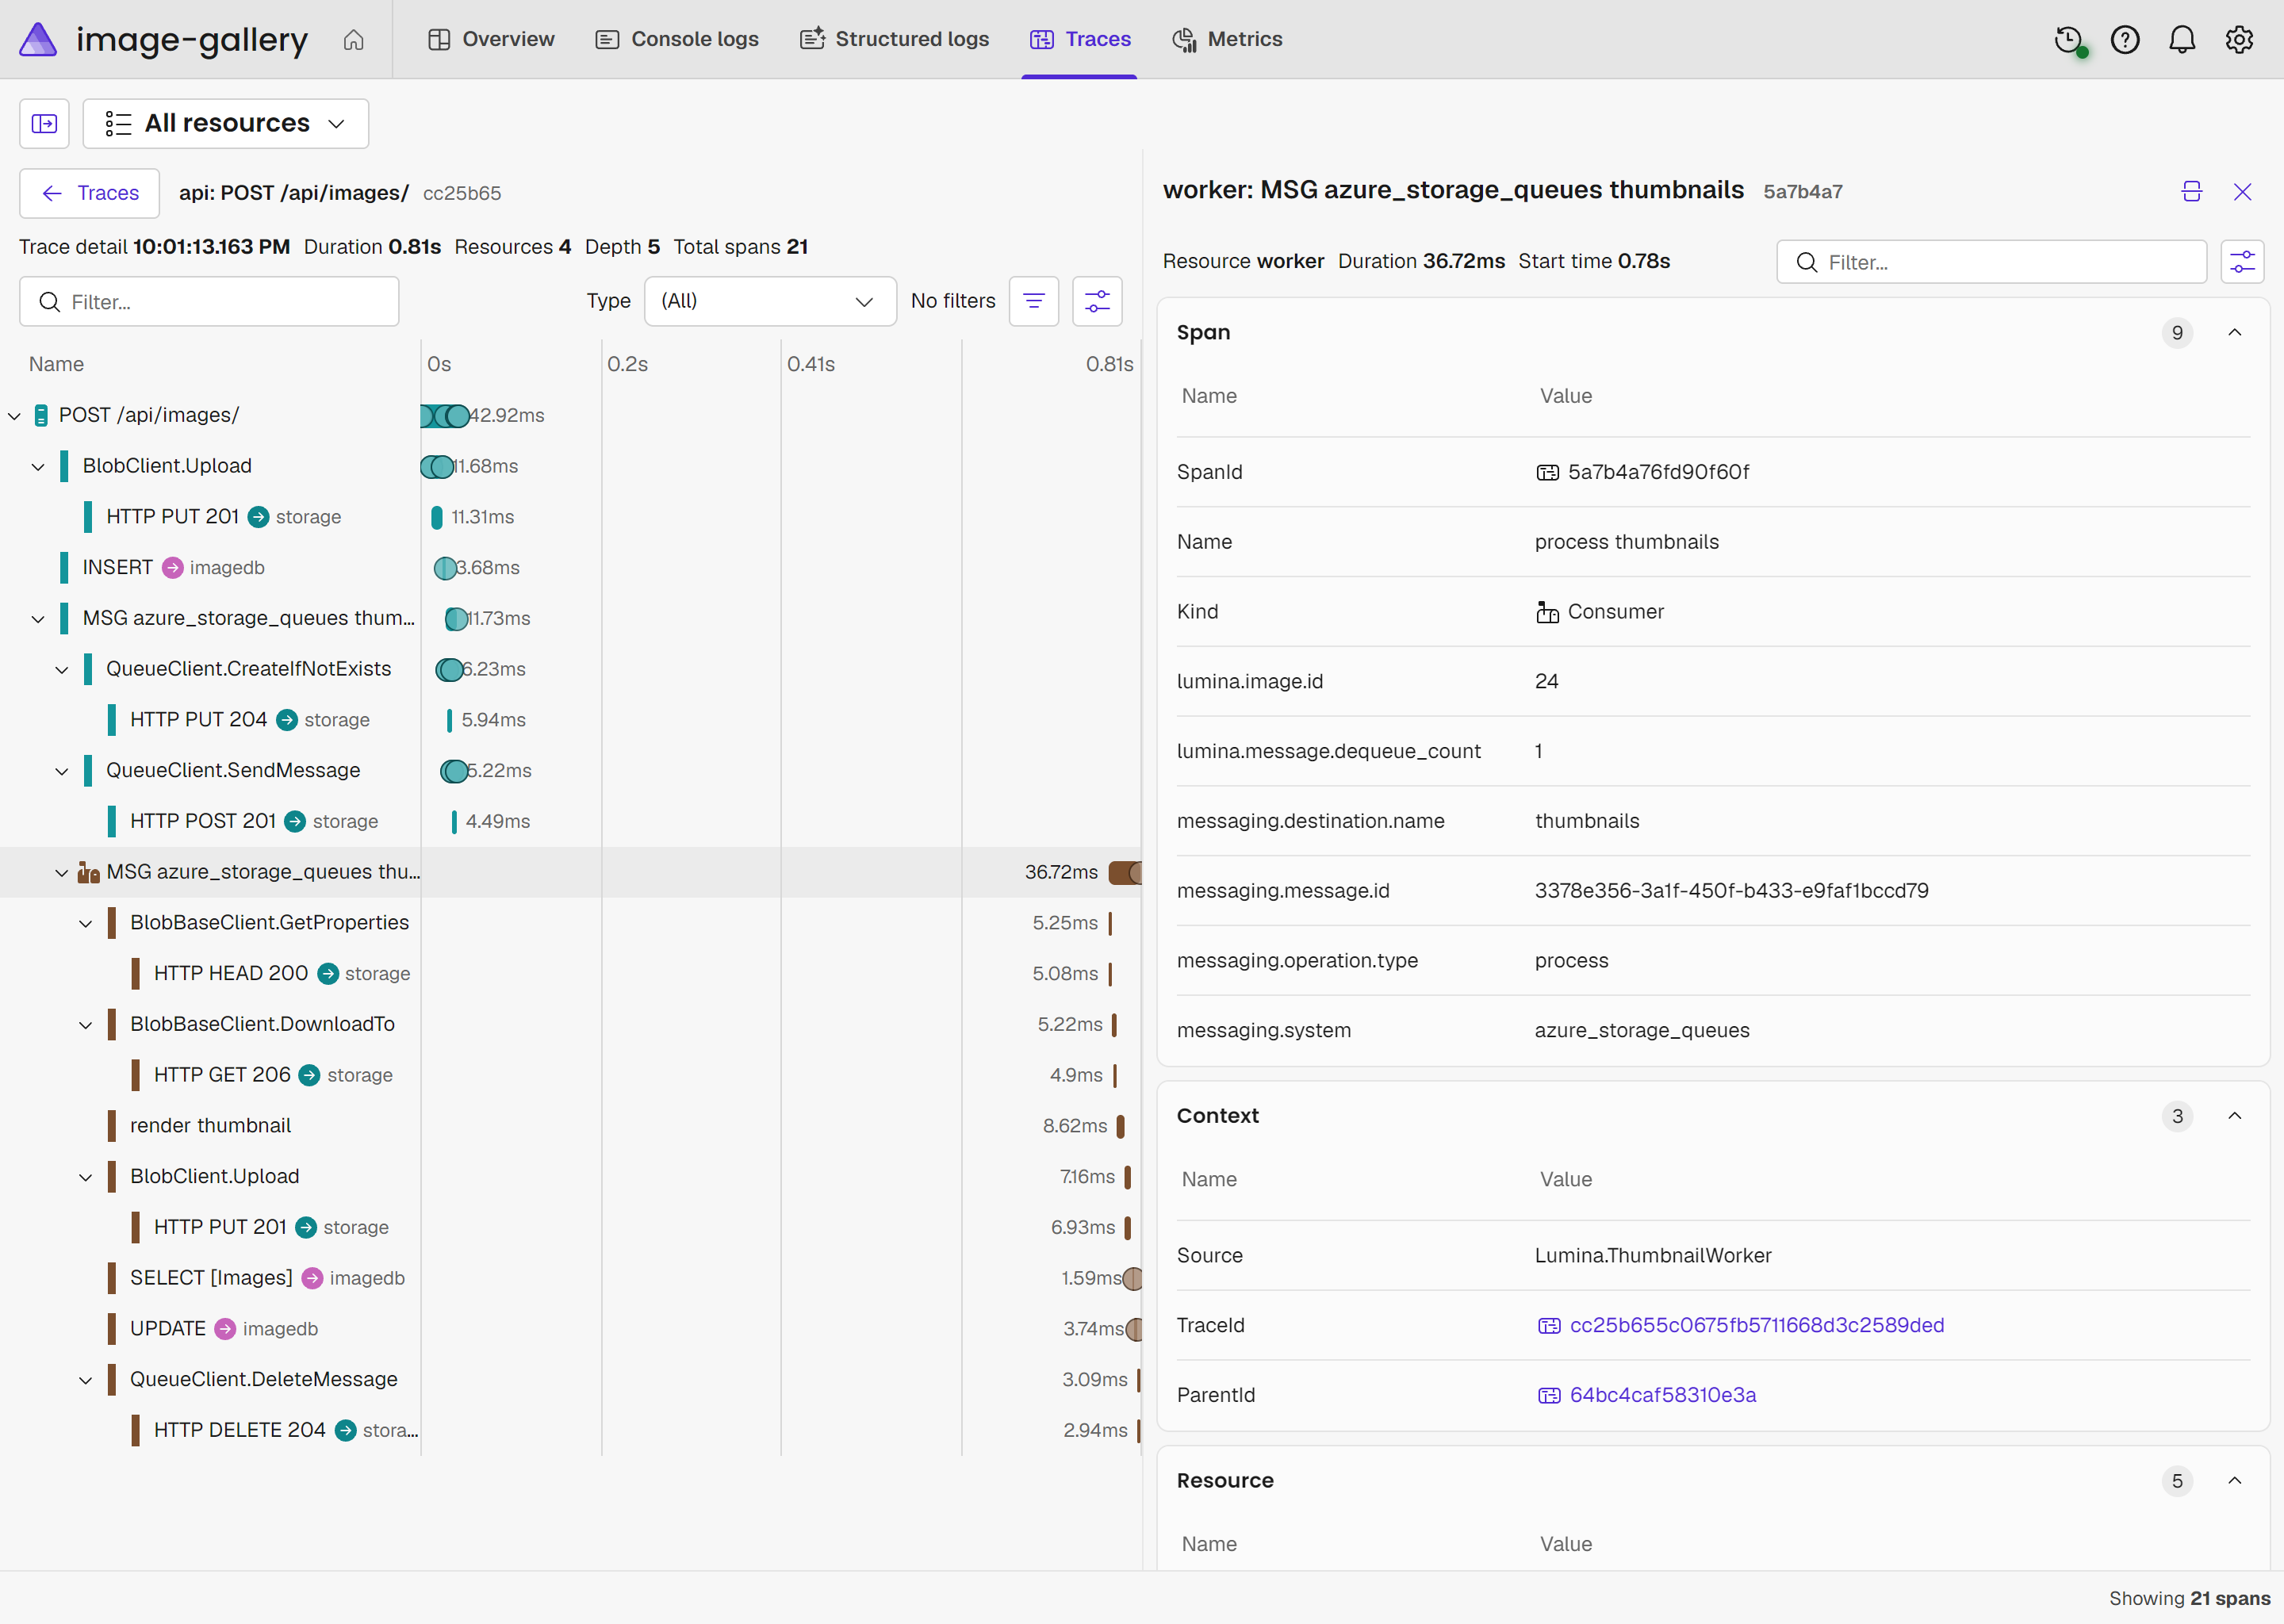 image-gallery
Overview
Console logs
Structured logs
Traces
Metrics
All resources
Traces
api: POST /api/images/ cc25b65
Trace detail 10:01:13.163 PM Duration 0.81s Resources 4 Depth 5 Total spans 21
Filter...
Type
(All)
No filters
Name
0s
0.2s
0.41s
0.81s
POST /api/images/
42.92ms
BlobClient.Upload
11.68ms
HTTP PUT 201 storage
11.31ms
INSERT imagedb
3.68ms
MSG azure_storage_queues thum...
11.73ms
QueueClient.CreateIfNotExists
6.23ms
HTTP PUT 204 storage
5.94ms
QueueClient.SendMessage
5.22ms
HTTP POST 201 storage
4.49ms
MSG azure_storage_queues thu...
36.72ms
BlobBaseClient.GetProperties
5.25ms
HTTP HEAD 200 storage
5.08ms
BlobBaseClient.DownloadTo
5.22ms
HTTP GET 206 storage
4.9ms
render thumbnail
8.62ms
BlobClient.Upload
7.16ms
HTTP PUT 201 storage
6.93ms
SELECT [Images] imagedb
1.59ms
UPDATE imagedb
3.74ms
QueueClient.DeleteMessage
3.09ms
HTTP DELETE 204 stora...
2.94ms
worker: MSG azure_storage_queues thumbnails 5a7b4a7
Resource worker Duration 36.72ms Start time 0.78s
Filter...
Span
9
Name Value
SpanId 5a7b4a76fd90f60f
Name process thumbnails
Kind Consumer
lumina.image.id 24
lumina.message.dequeue_count 1
messaging.destination.name thumbnails
messaging.message.id 3378e356-3a1f-450f-b433-e9faf1bccd79
messaging.operation.type process
messaging.system azure_storage_queues
Context
3
Name Value
Source Lumina.ThumbnailWorker
TraceId cc25b655c0675fb5711668d3c2589ded
ParentId 64bc4caf58310e3a
Resource
5
Name Value
Showing 21 spans